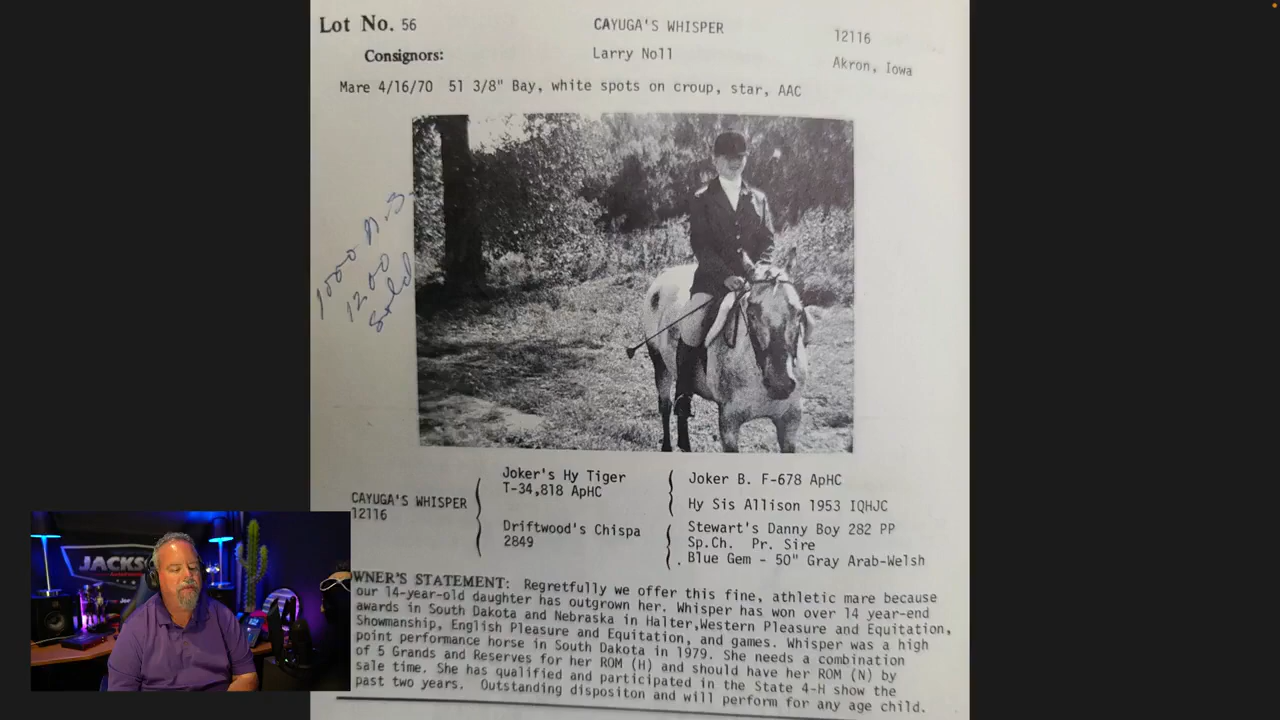 Lot No. 56
CAYUGA'S WHISPER
12116
Consignors:
Larry Noll
Akron, Iowa
Mare 4/16/70 51 3/8" Bay, white spots on croup, star, AAC
1000 N.S.
1200
Sold
Joker's Hy Tiger
T-34,818 ApHC
Joker B. F-678 ApHC
Hy Sis Allison 1953 IQHJC
CAYUGA'S WHISPER
12116
Driftwood's Chispa
2849
Stewart's Danny Boy 282 PP
Sp.Ch. Pr. Sire
Blue Gem - 50" Gray Arab-Welsh
WNER'S STATEMENT: Regretfully we offer this fine, athletic mare because
our 14-year-old daughter has outgrown her. Whisper has won over 14 year-end
awards in South Dakota and Nebraska in Halter,Western Pleasure and Equitation,
Showmanship, English Pleasure and Equitation, and games. Whisper was a high
point performance horse in South Dakota in 1979. She needs a combination
of 5 Grands and Reserves for her ROM (H) and should have her ROM (N) by
sale time. She has qualified and participated in the State 4-H show the
past two years. Outstanding dispositon and will perform for any age child.
JACKS